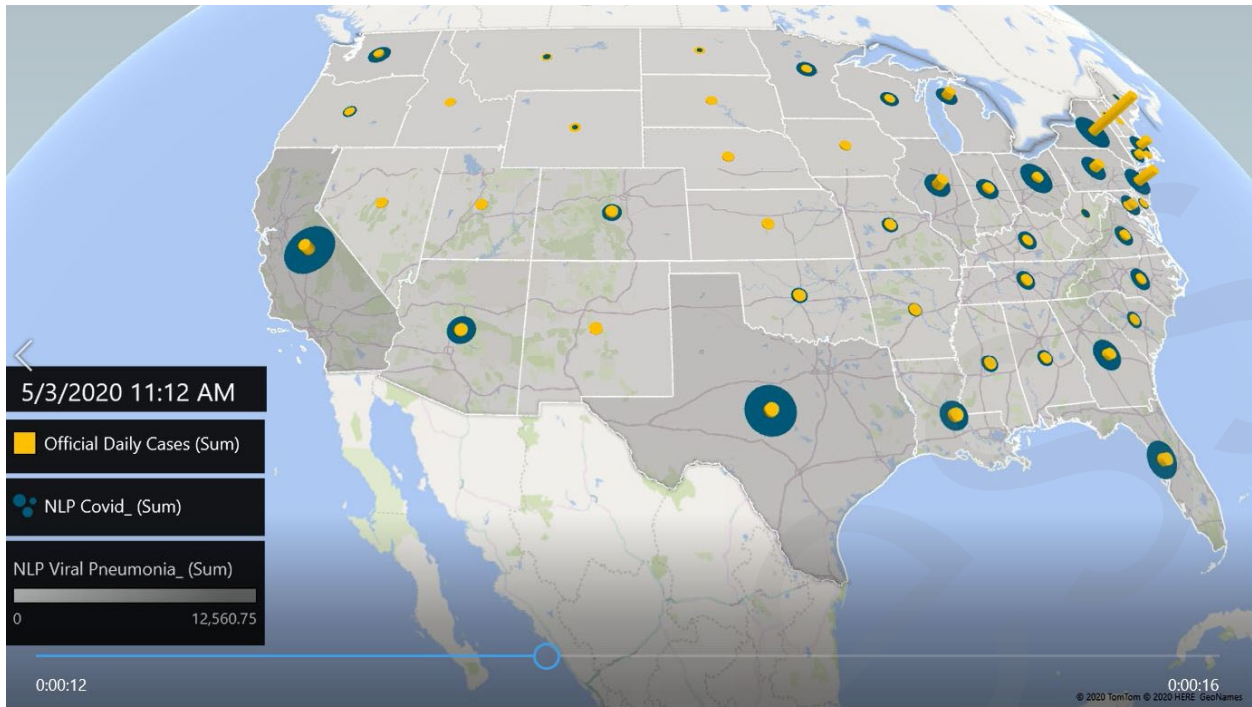 5/3/2020 11:12 AM
Official Daily Cases (Sum)
NLP Covid_ (Sum)
NLP Viral Pneumonia_ (Sum)
0 12,560.75
0:00:12 0:00:16
© 2020 TomTom © 2020 HERE GeoNames